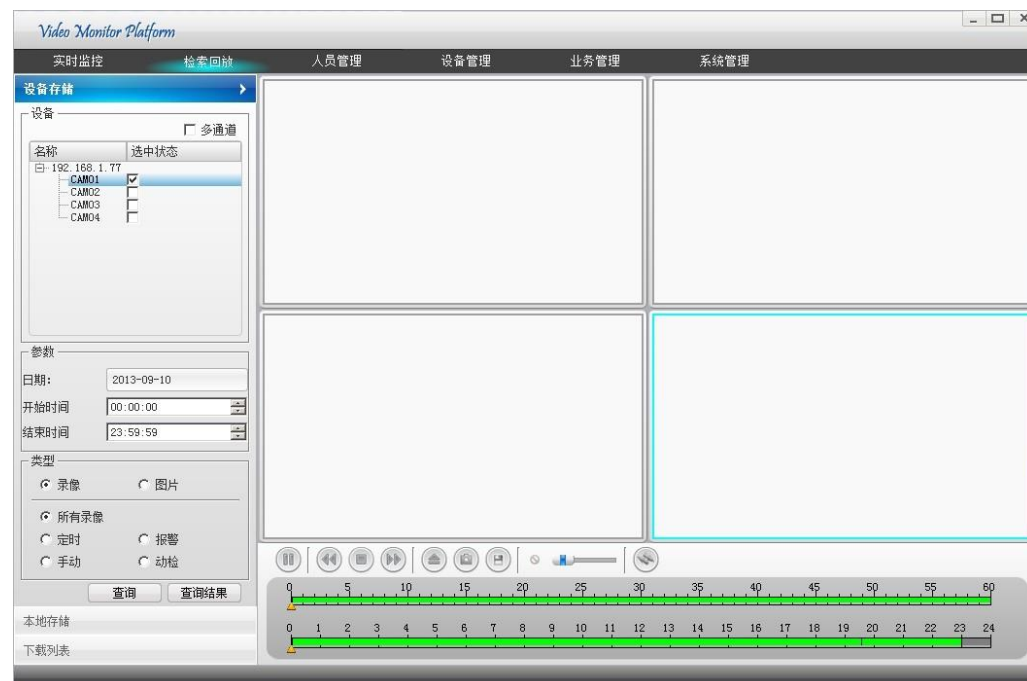 Video Monitor Platform
实时监控 检索回放 人员管理 设备管理 业务管理 系统管理
设备存储
设备
多通道
名称 选中状态
192.168.1.77
CAM01
CAM02
CAM03
CAM04
参数
日期： 2013-09-10
开始时间 00:00:00
结束时间 23:59:59
类型
录像 图片
所有录像
定时 报警
手动 动检
查询 查询结果
本地存储
下载列表
0 5 10 15 20 25 30 35 40 45 50 55 60
0 1 2 3 4 5 6 7 8 9 10 11 12 13 14 15 16 17 18 19 20 21 22 23 24